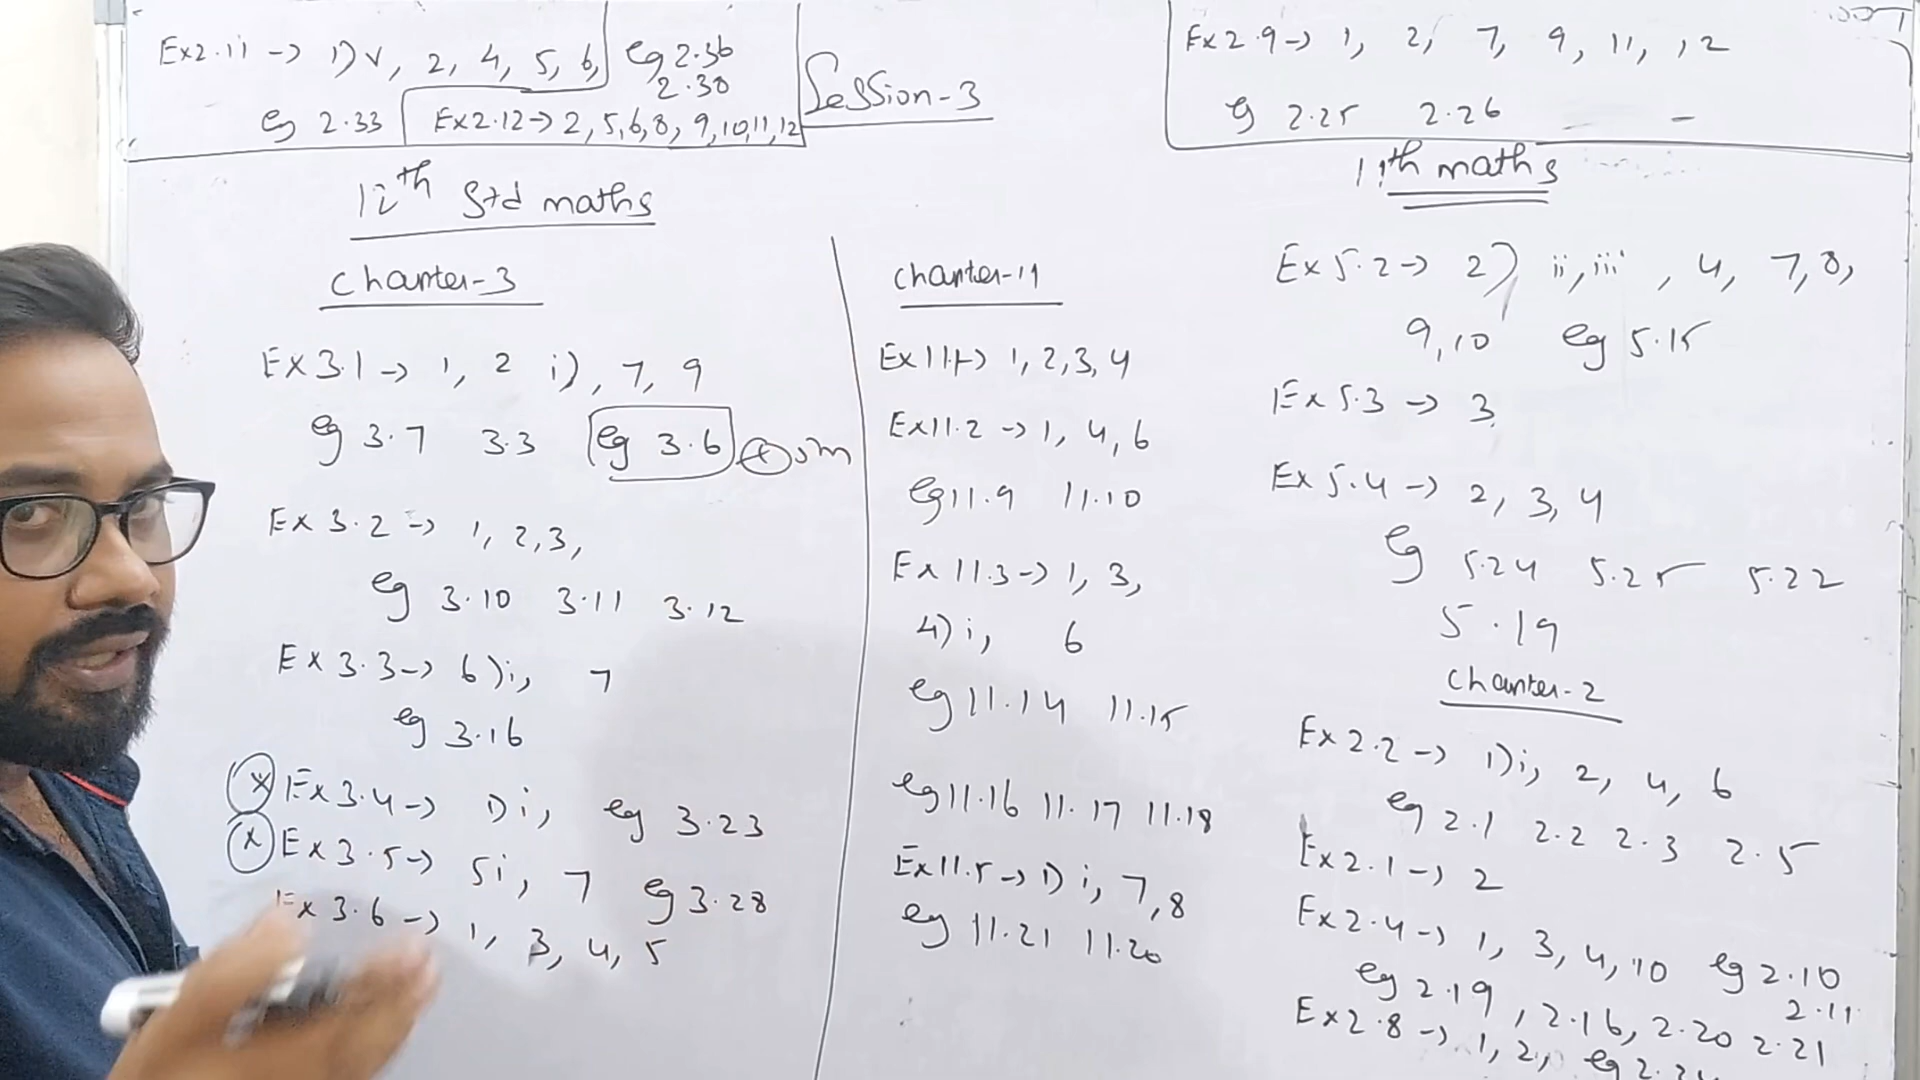 Ex2.11 -> 1) v, 2, 4, 5, 6, eg 2.36
2.30
eg 2.33 Ex2.12 -> 2, 5, 6, 8, 9, 10, 11, 12
Session-3
12th Std maths
Chapter-3
Ex 3.1 -> 1, 2 i), 7, 9
eg 3.7 3.3 eg 3.6
Ex 3.2 -> 1, 2, 3,
eg 3.10 3.11 3.12
Ex 3.3 -> 6) i, 7
eg 3.16
x Ex 3.4 -> 1) i, eg 3.23
x Ex 3.5 -> 5i, 7 eg 3.28
Ex 3.6 -> 1, 3, 4, 5
Chapter-11
Ex11.1-> 1, 2, 3, 4
Ex11.2 -> 1, 4, 6
eg 11.9 11.10
Ex 11.3 -> 1, 3,
4) i, 6
eg 11.14 11.15
eg 11.16 11.17 11.18
Ex11.5 -> 1) i, 7, 8
eg 11.21 11.20
Ex 2.9 -> 1, 2, 7, 9, 11, 12
eg 2.25 2.26 - -
11th maths
Ex 5.2 -> 2) ii, iii, 4, 7, 8,
9, 10 eg 5.15
Ex 5.3 -> 3
Ex 5.4 -> 2, 3, 4
eg 5.24 5.25 5.22
5.19
Chapter-2
Ex 2.2 -> 1) i, 2, 4, 6
eg 2.1 2.2 2.3 2.5
Ex 2.1 -> 2
Ex 2.4 -> 1, 3, 4, 10 eg 2.10
2.11
eg 2.19, 2.16, 2.20 2.21
Ex 2.8 -> 1, 2, eg